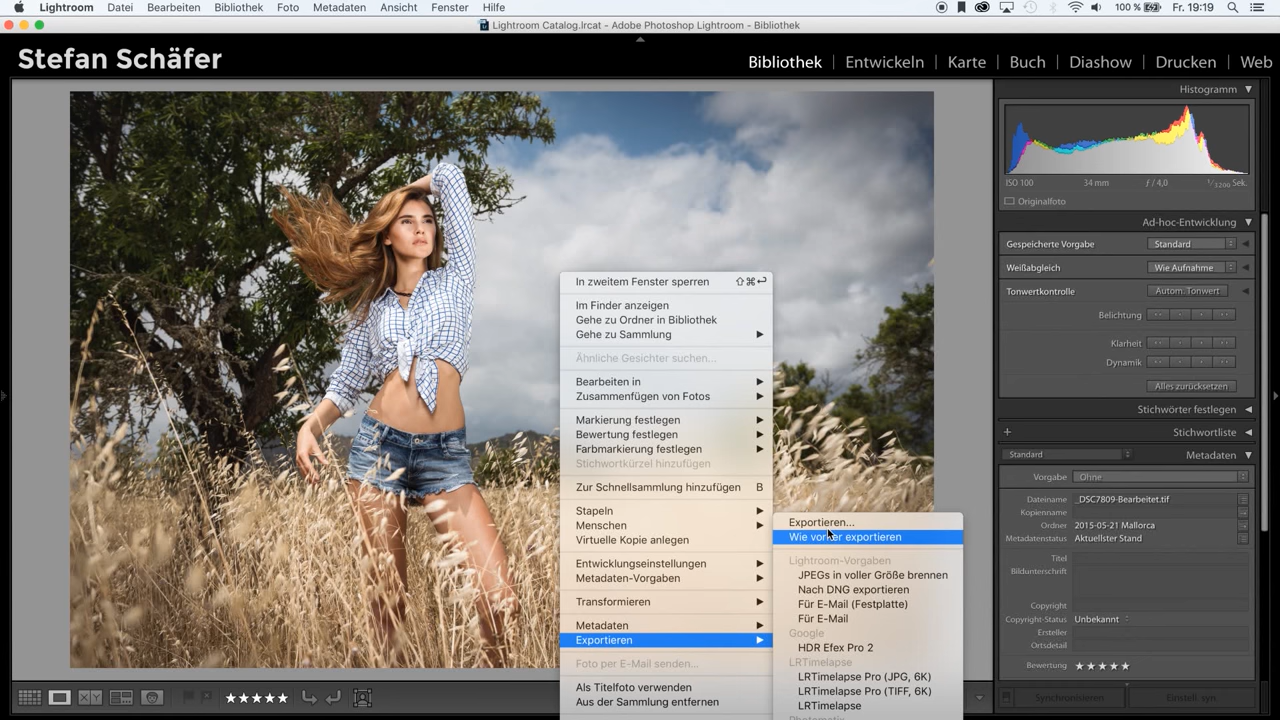 Lightroom Datei Bearbeiten Bibliothek Foto Metadaten Ansicht Fenster Hilfe 100 % Fr. 19:19
Lightroom Catalog.lrcat - Adobe Photoshop Lightroom - Bibliothek
Stefan Schäfer
Bibliothek | Entwickeln | Karte | Buch | Diashow | Drucken | Web
Histogramm
ISO 100 34 mm ƒ / 4,0 1/1200 Sek.
Originalfoto
Ad-hoc-Entwicklung
Gespeicherte Vorgabe Standard
Weißabgleich Wie Aufnahme
Tonwertkontrolle Autom. Tonwert
Belichtung
Klarheit
Dynamik
Alles zurücksetzen
Stichwörter festlegen
+ Stichwortliste
Standard Metadaten
Vorgabe Ohne
Dateiname _DSC7809-Bearbeitet.tif
Kopienname
Ordner 2015-05-21 Mallorca
Metadatenstatus Aktuellster Stand
Titel
Bildunterschrift
Copyright
Copyright-Status Unbekannt
Ersteller
Ortsdetail
Bewertung ★★★★★
Synchronisieren
In zweitem Fenster sperren ⇧⌘↩
Im Finder anzeigen
Gehe zu Ordner in Bibliothek
Gehe zu Sammlung
Ähnliche Gesichter suchen...
Bearbeiten in
Zusammenfügen von Fotos
Markierung festlegen
Bewertung festlegen
Farbmarkierung festlegen
Stichwortkürzel hinzufügen
Zur Schnellsammlung hinzufügen B
Stapeln
Menschen
Virtuelle Kopie anlegen
Entwicklungseinstellungen
Metadaten-Vorgaben
Transformieren
Metadaten
Exportieren
Foto per E-Mail senden...
Als Titelfoto verwenden
Aus der Sammlung entfernen
Exportieren...
Wie vorher exportieren
Lightroom-Vorgaben
JPEGs in voller Größe brennen
Nach DNG exportieren
Für E-Mail (Festplatte)
Für E-Mail
Google
HDR Efex Pro 2
LRTimelapse
LRTimelapse Pro (JPG, 6K)
LRTimelapse Pro (TIFF, 6K)
LRTimelapse
XY
★★★★★